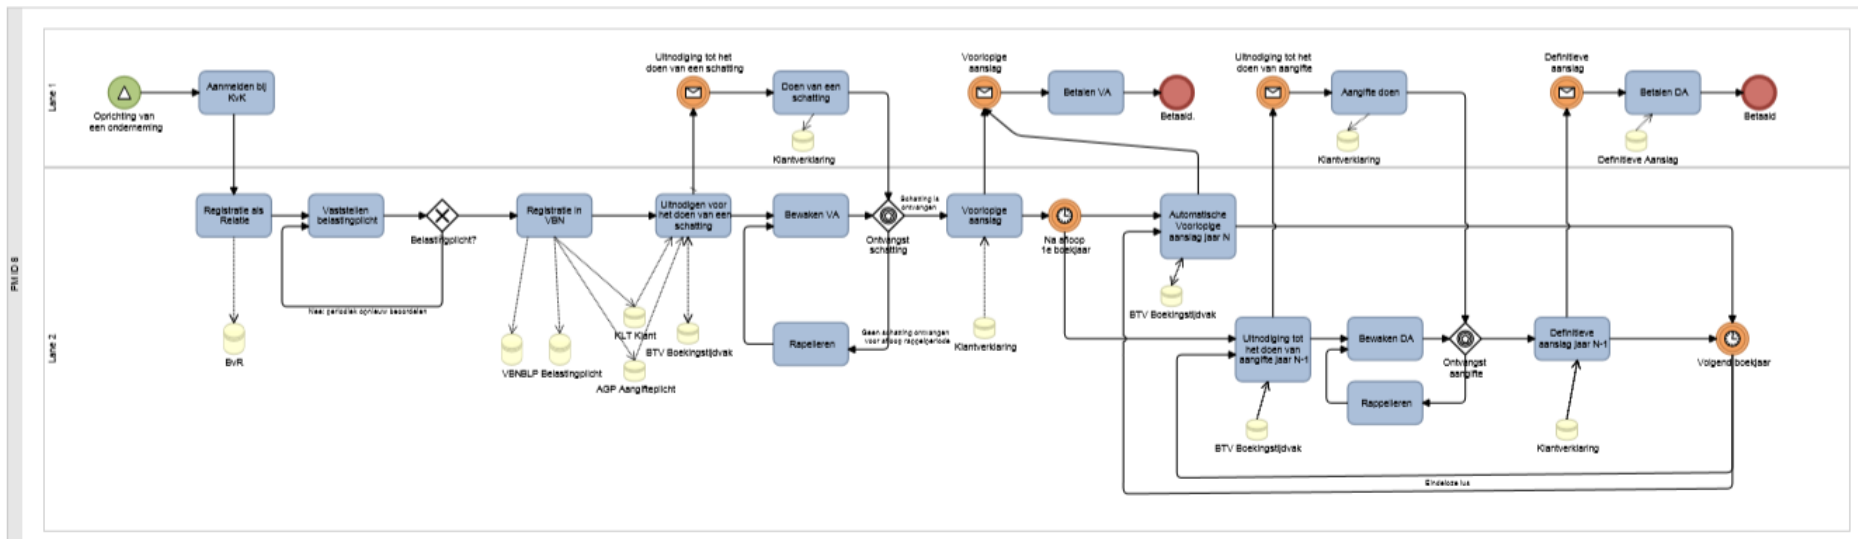 PM ID 8
Lane 1
Oprichting van
een onderneming
Aanmelden bij
KvK
Uitnodiging tot het
doen van een schatting
Doen van een
schatting
Klantverklaring
Voorlopige
aanslag
Betalen VA
Betaald.
Uitnodiging tot het
doen van aangifte
Aangifte doen
Klantverklaring
Definitieve
aanslag
Betalen DA
Definitieve Aanslag
Betaald
Lane 2
Registratie als
Relatie
Vaststellen
belastingplicht
Belastingplicht?
Nee: periodiek opnieuw beoordelen
BvR
Registratie in
VBN
VBNBLP Belastingplicht
KLT Klant
AGP Aangifteplicht
Uitnodigen voor
het doen van een
schatting
BTV Boekingstijdvak
Bewaken VA
Rapelleren
Ontvangst
schatting
Schatting is
ontvangen
Geen schatting ontvangen
voor afloop rappelperiode
Voorlopige
aanslag
Klantverklaring
Na afloop
1e boekjaar
Automatische
Voorlopige
aanslag jaar N
BTV Boekingstijdvak
Uitnodiging tot
het doen van
aangifte jaar N-1
BTV Boekingstijdvak
Bewaken DA
Rappelleren
Ontvangst
aangifte
Definitieve
aanslag jaar N-1
Klantverklaring
Volgend boekjaar
Eindeloze lus